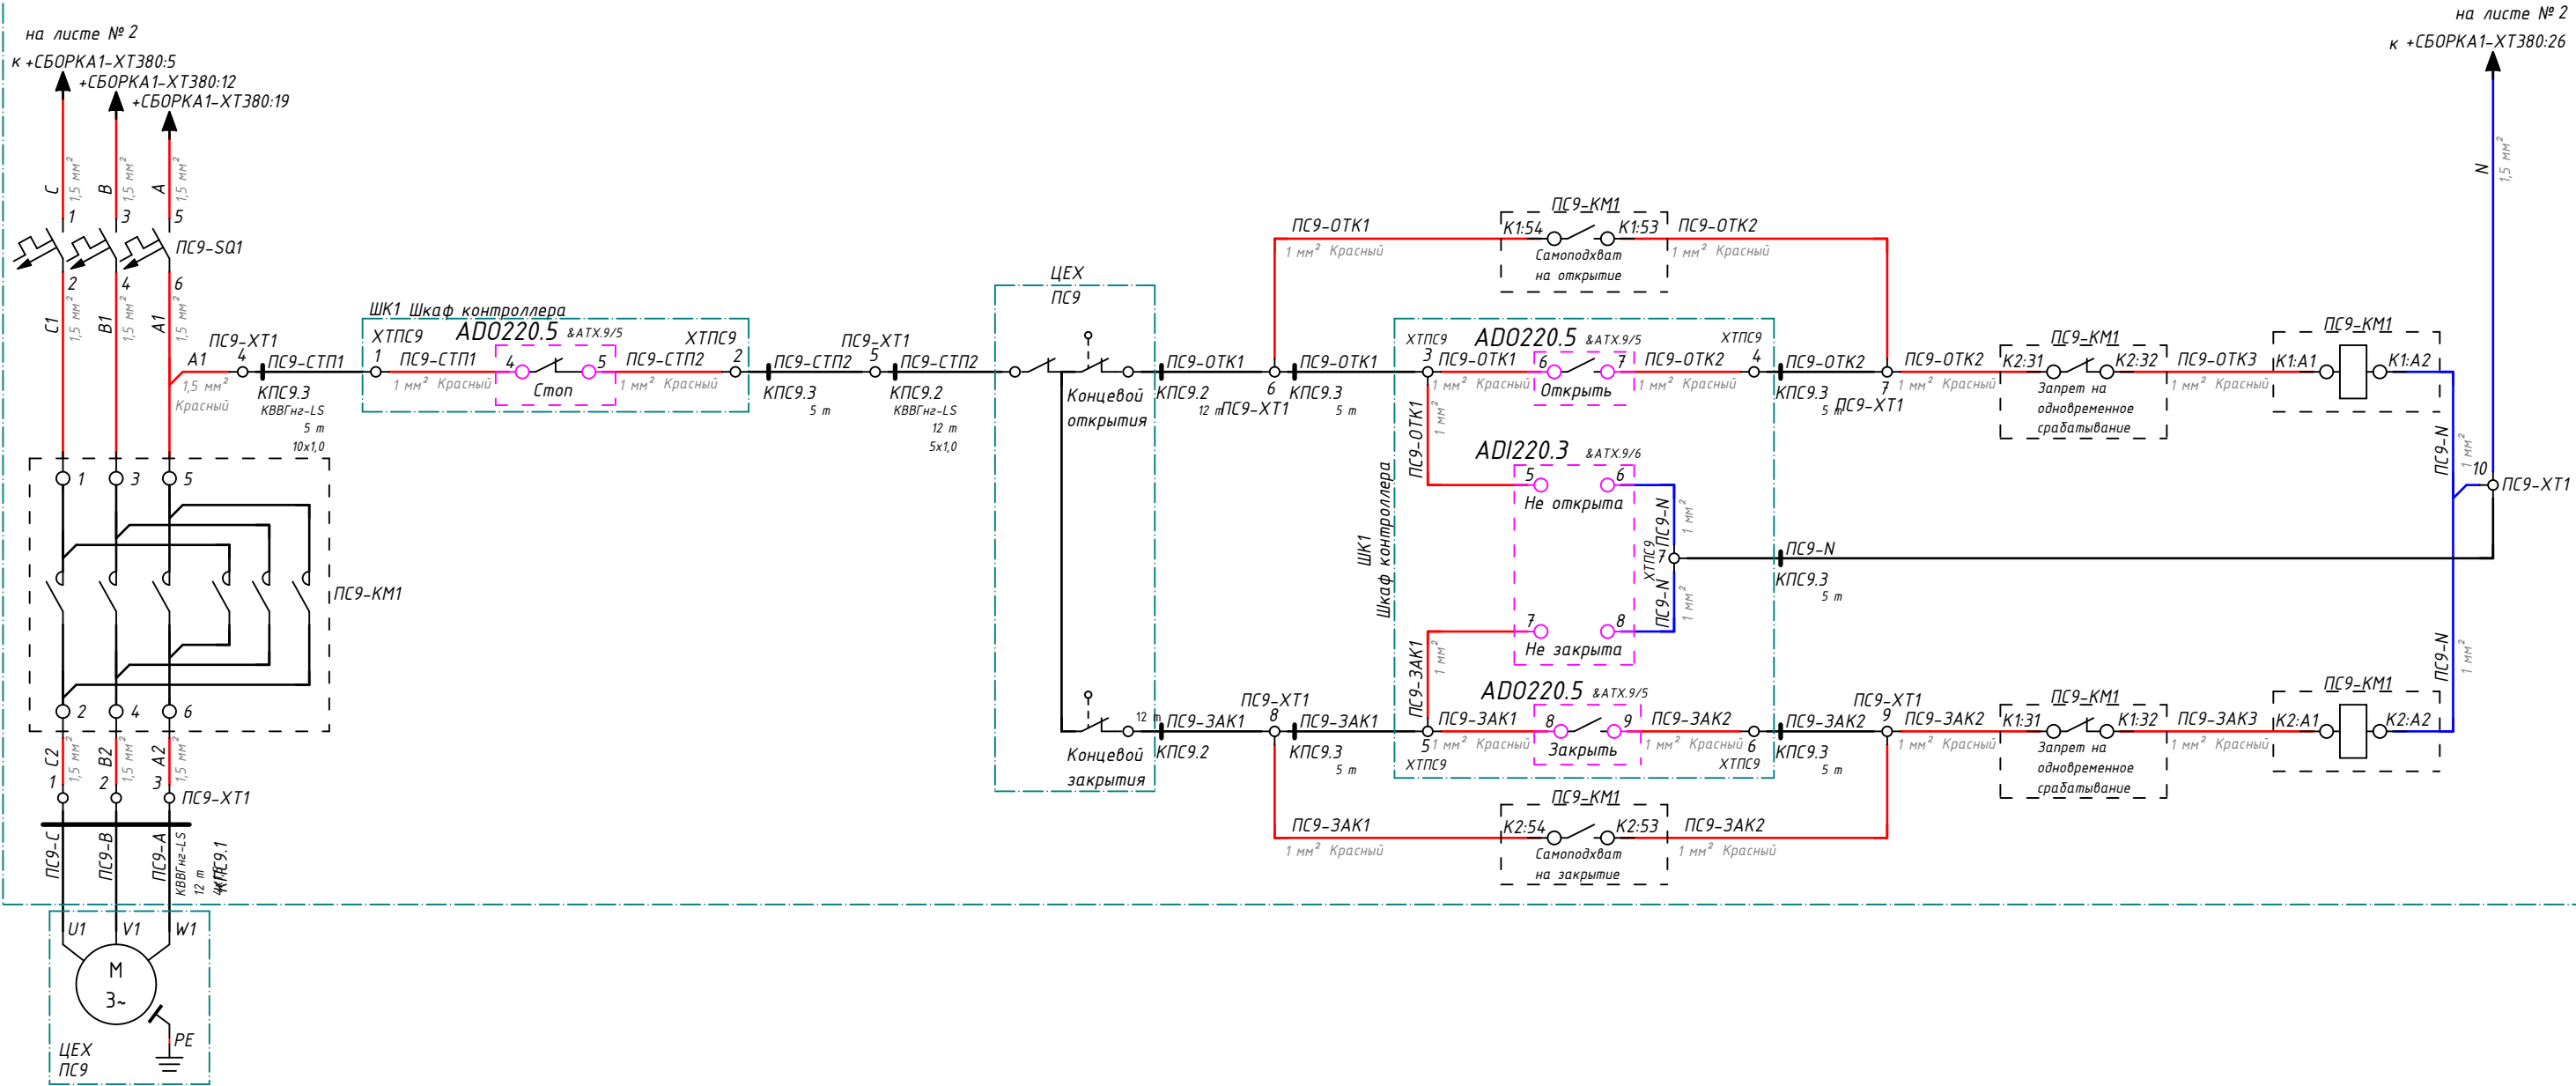 на листе № 2
к +СБОРКА1-ХТ380:5
+СБОРКА1-ХТ380:12
+СБОРКА1-ХТ380:19
на листе № 2
к +СБОРКА1-ХТ380:26
C 1,5 мм²
B 1,5 мм²
A 1,5 мм²
N 1,5 мм²
1 3 5
ПС9-SQ1
2 4 6
C1 1,5 мм²
B1 1,5 мм²
A1 1,5 мм²
A1
1,5 мм²
Красный
ПС9-ХТ1
4
ПС9-СТП1
КПС9.3
КВВГнг-LS
5 m
10x1,0
ШК1 Шкаф контроллера
ХТПС9
1
ПС9-СТП1
1 мм² Красный
ADO220.5 &АТХ.9/5
4 5
Стоп
ПС9-СТП2
1 мм² Красный
ХТПС9
2
ПС9-СТП2
КПС9.3
5 m
ПС9-ХТ1
5
ПС9-СТП2
КПС9.2
КВВГнг-LS
12 m
5x1,0
ЦЕХ
ПС9
Концевой
открытия
Концевой
закрытия
ПС9-ОТК1
КПС9.2
12 m
6
ПС9-ХТ1
ПС9-ОТК1
КПС9.3
5 m
ПС9-ОТК1
1 мм² Красный
ПС9-КМ1
К1:54 К1:53
Самоподхват
на открытие
ПС9-ОТК2
1 мм² Красный
ХТПС9
3
ПС9-ОТК1
1 мм² Красный
ADO220.5 &АТХ.9/5
6 7
Открыть
ПС9-ОТК2
1 мм² Красный
ХТПС9
4
ПС9-ОТК2
КПС9.3
5 m
7
ПС9-ХТ1
ПС9-ОТК2
1 мм² Красный
ПС9-КМ1
К2:31 К2:32
Запрет на
одновременное
срабатывание
ПС9-ОТК3
1 мм² Красный
ПС9-КМ1
К1:А1 К1:А2
ПС9-ОТК1
1 мм²
ADI220.3 &АТХ.9/6
5 6
Не открыта
7 8
Не закрыта
ПС9-N
1 мм²
ХТПС9
7
ПС9-N
1 мм²
ШК1
Шкаф контроллера
ПС9-N
КПС9.3
5 m
ПС9-N
1 мм²
10
ПС9-ХТ1
ПС9-N
1 мм²
1 3 5
ПС9-КМ1
2 4 6
C2 1,5 мм²
B2 1,5 мм²
A2 1,5 мм²
1 2 3
ПС9-ХТ1
ПС9-C
ПС9-B
ПС9-A
КВВГнг-LS
12 m
КПС9.1
U1 V1 W1
М
3~
PE
ЦЕХ
ПС9
12 m
ПС9-ЗАК1
КПС9.2
ПС9-ХТ1
8
ПС9-ЗАК1
КПС9.3
5 m
ПС9-ЗАК1
1 мм²
5
ХТПС9
ПС9-ЗАК1
1 мм² Красный
ADO220.5 &АТХ.9/5
8 9
Закрыть
ПС9-ЗАК2
1 мм² Красный
6
ХТПС9
ПС9-ЗАК2
КПС9.3
5 m
ПС9-ХТ1
9
ПС9-ЗАК2
1 мм² Красный
ПС9-КМ1
К1:31 К1:32
Запрет на
одновременное
срабатывание
ПС9-ЗАК3
1 мм² Красный
ПС9-КМ1
К2:А1 К2:А2
ПС9-ЗАК1
1 мм² Красный
ПС9-КМ1
К2:54 К2:53
Самоподхват
на закрытие
ПС9-ЗАК2
1 мм² Красный